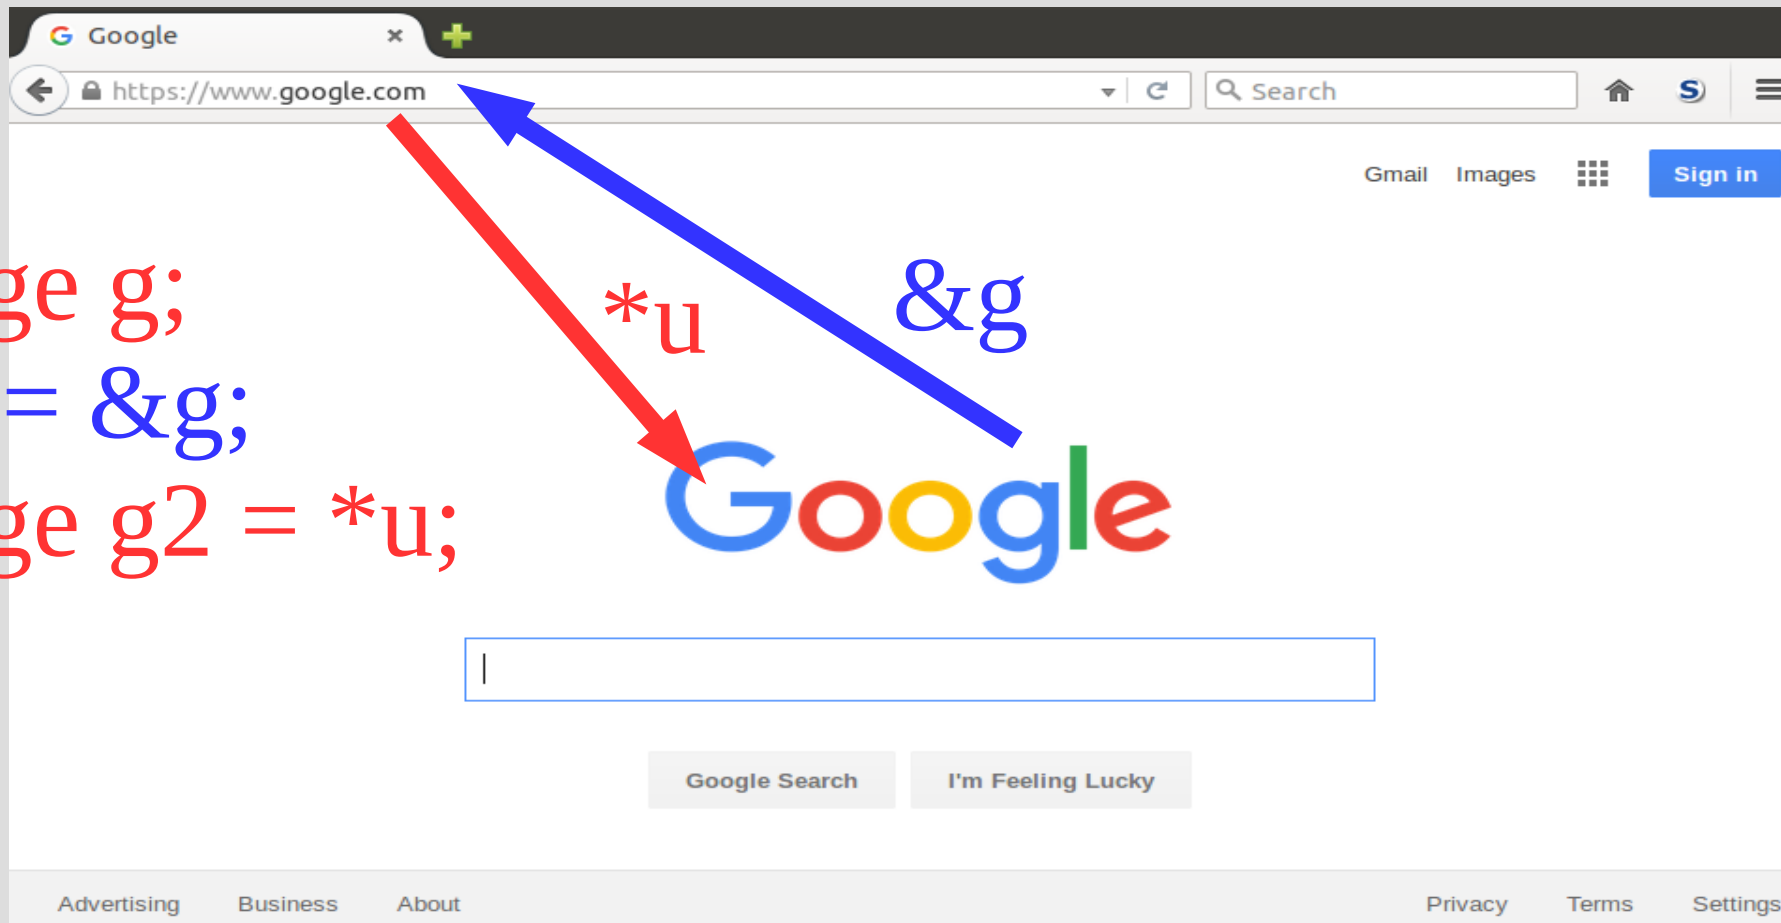 Google
https://www.google.com
Search
S
Gmail Images Sign in
ge g;
*u
&g
= &g;
Google
ge g2 = *u;
Google Search I'm Feeling Lucky
Advertising Business About Privacy Terms Settings